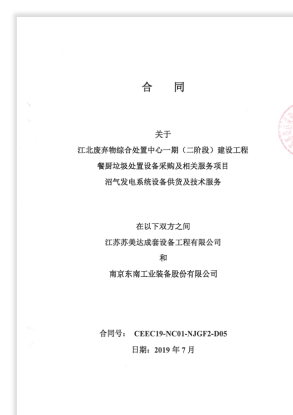 合 同
关于
江北废弃物综合处置中心一期（二阶段）建设工程
餐厨垃圾处置设备采购及相关服务项目
沼气发电系统设备供货及技术服务
在以下双方之间
江苏苏美达成套设备工程有限公司
和
南京东南工业装备股份有限公司
合同号： CEEC19-NC01-NJGF2-D05
日期：2019 年 7 月